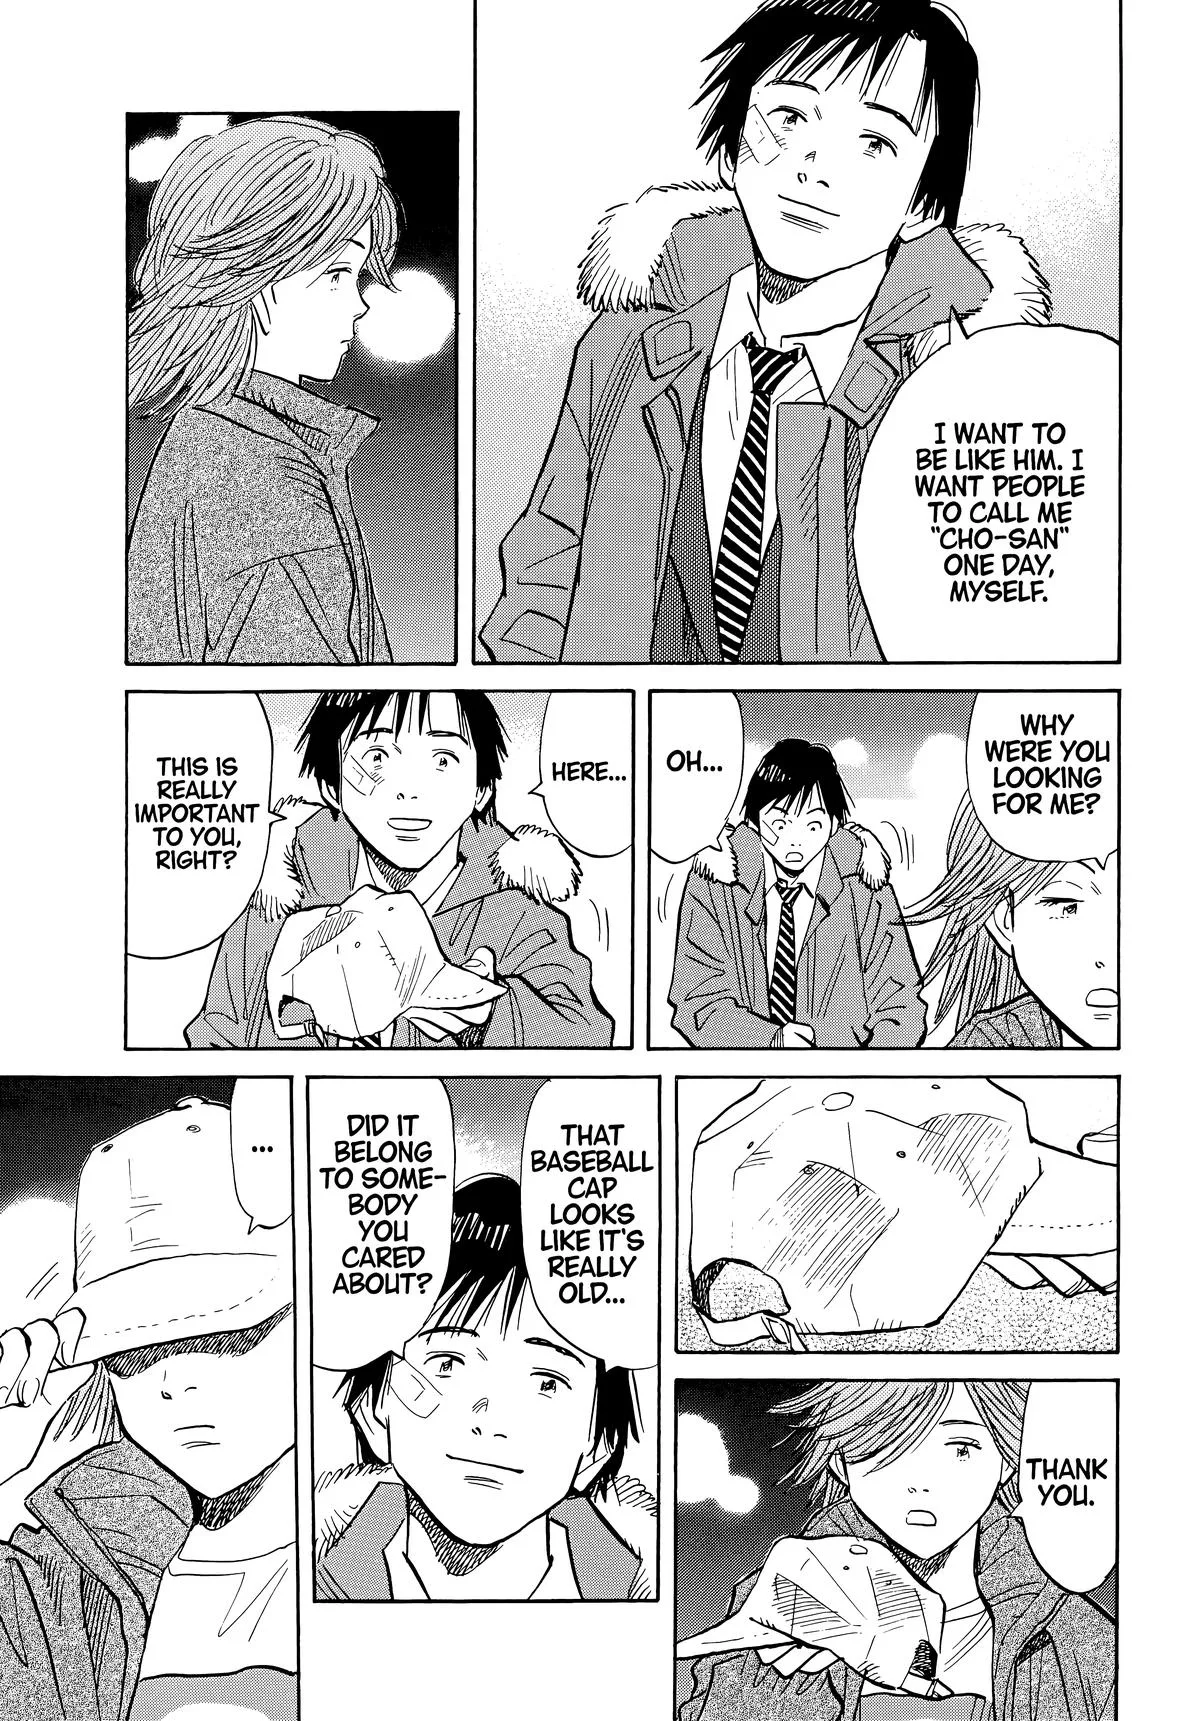 I WANT TO
BE LIKE HIM. I
WANT PEOPLE
TO CALL ME
"CHO-SAN"
ONE DAY,
MYSELF.
WHY
WERE YOU
LOOKING
FOR ME?
OH...
HERE...
THIS IS
REALLY
IMPORTANT
TO YOU,
RIGHT?
THANK
YOU.
THAT
BASEBALL
CAP
LOOKS
LIKE IT'S
REALLY
OLD...
DID IT
BELONG
TO SOME-
BODY
YOU
CARED
ABOUT?
...